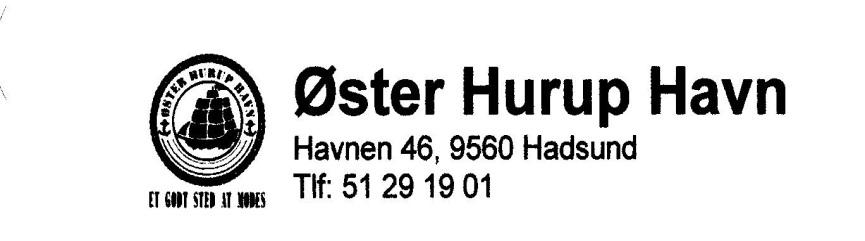 ØSTER HURUP HAVN
ET GODT STED AT MØDES
Øster Hurup Havn
Havnen 46, 9560 Hadsund
Tlf: 51 29 19 01